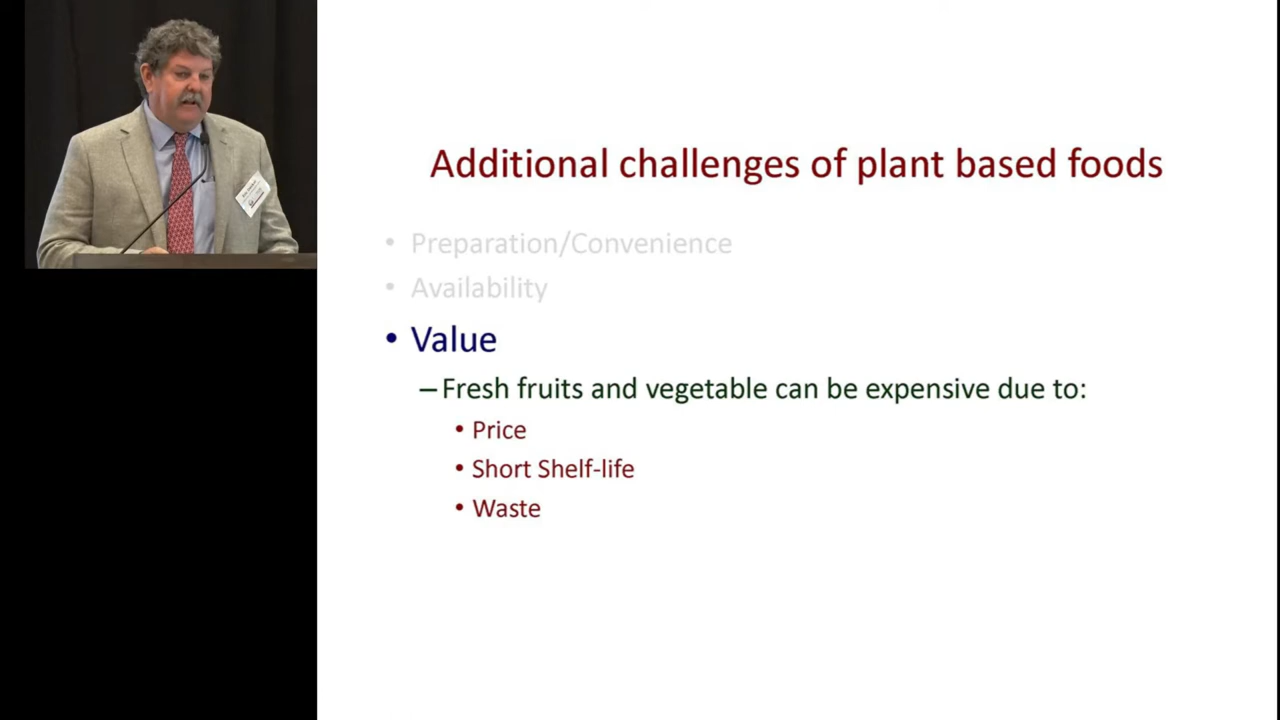 Additional challenges of plant based foods
• Preparation/Convenience
• Availability
• Value
– Fresh fruits and vegetable can be expensive due to:
• Price
• Short Shelf-life
• Waste